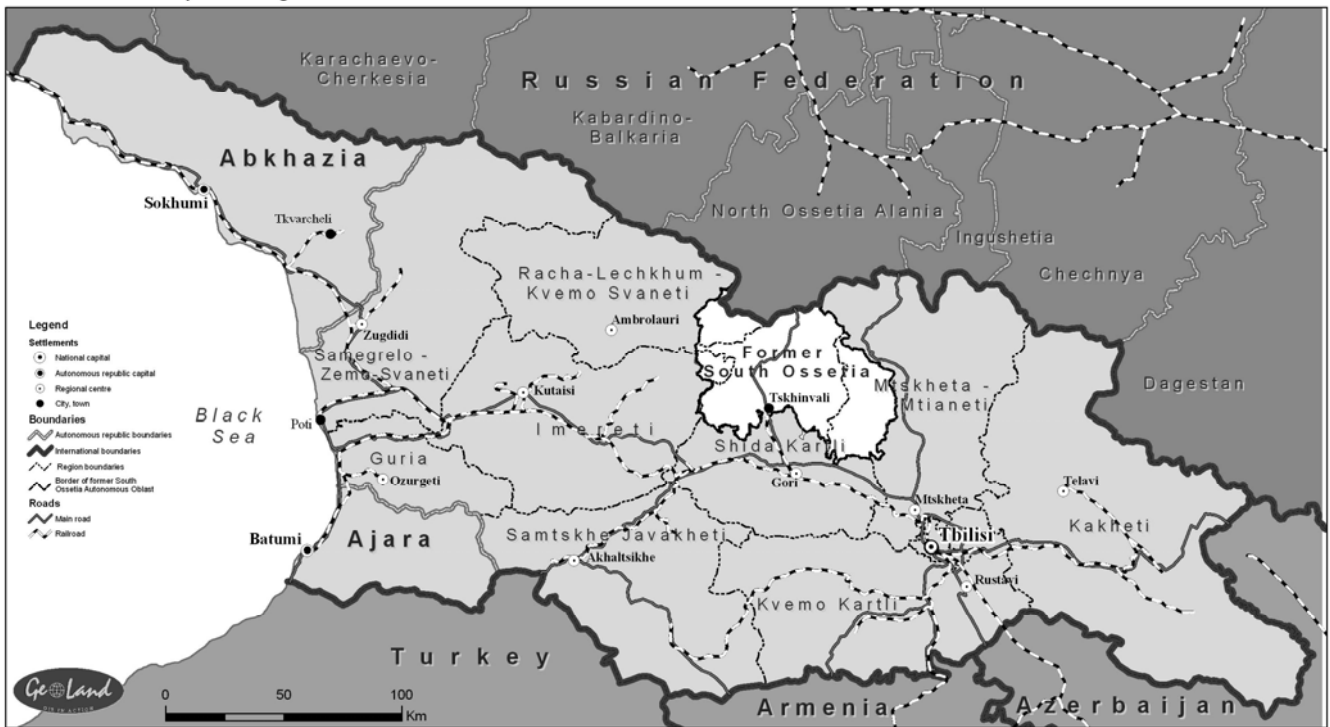 Karachaevo-
Cherkesia
Russian Federation
Kabardino-
Balkaria
Abkhazia
Sokhumi
Tkvarcheli
North Ossetia Alania
Ingushetia
Chechnya
Dagestan
Racha-Lechkhum -
Kvemo Svaneti
Ambrolauri
Zugdidi
Samegrelo -
Zemo-Svaneti
Former
South Ossetia
Tskhinvali
Mtskheta -
Mtianeti
Kutaisi
Imereti
Shida Kartli
Black
Sea
Poti
Guria
Ozurgeti
Gori
Mtskheta
Telavi
Kakheti
Batumi
Ajara
Samtskhe Javakheti
Akhaltsikhe
Tbilisr
Rustavi
Kvemo Kartli
Turkey
Armenia
Azerbaijan
Legend
Settlements
National capital
Autonomous republic capital
Regional centre
City, town
Boundaries
Autonomous republic boundaries
International boundaries
Region boundaries
Border of former South
Ossetia Autonomous Oblast
Roads
Main road
Railroad
GeoLand
GIS IN ACTION
0 50 100
Km